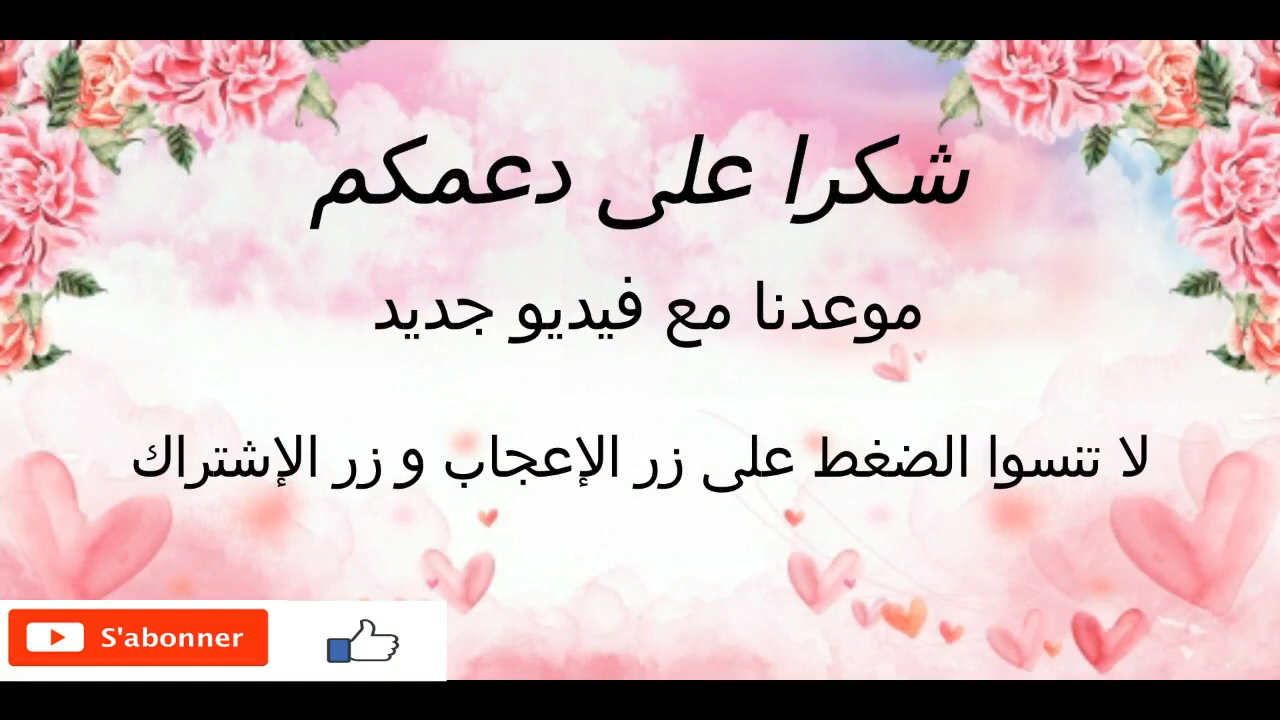 شكرا على دعمكم
موعدنا مع فيديو جديد
لا تنسوا الضغط على زر الإعجاب و زر الإشتراك
S'abonner